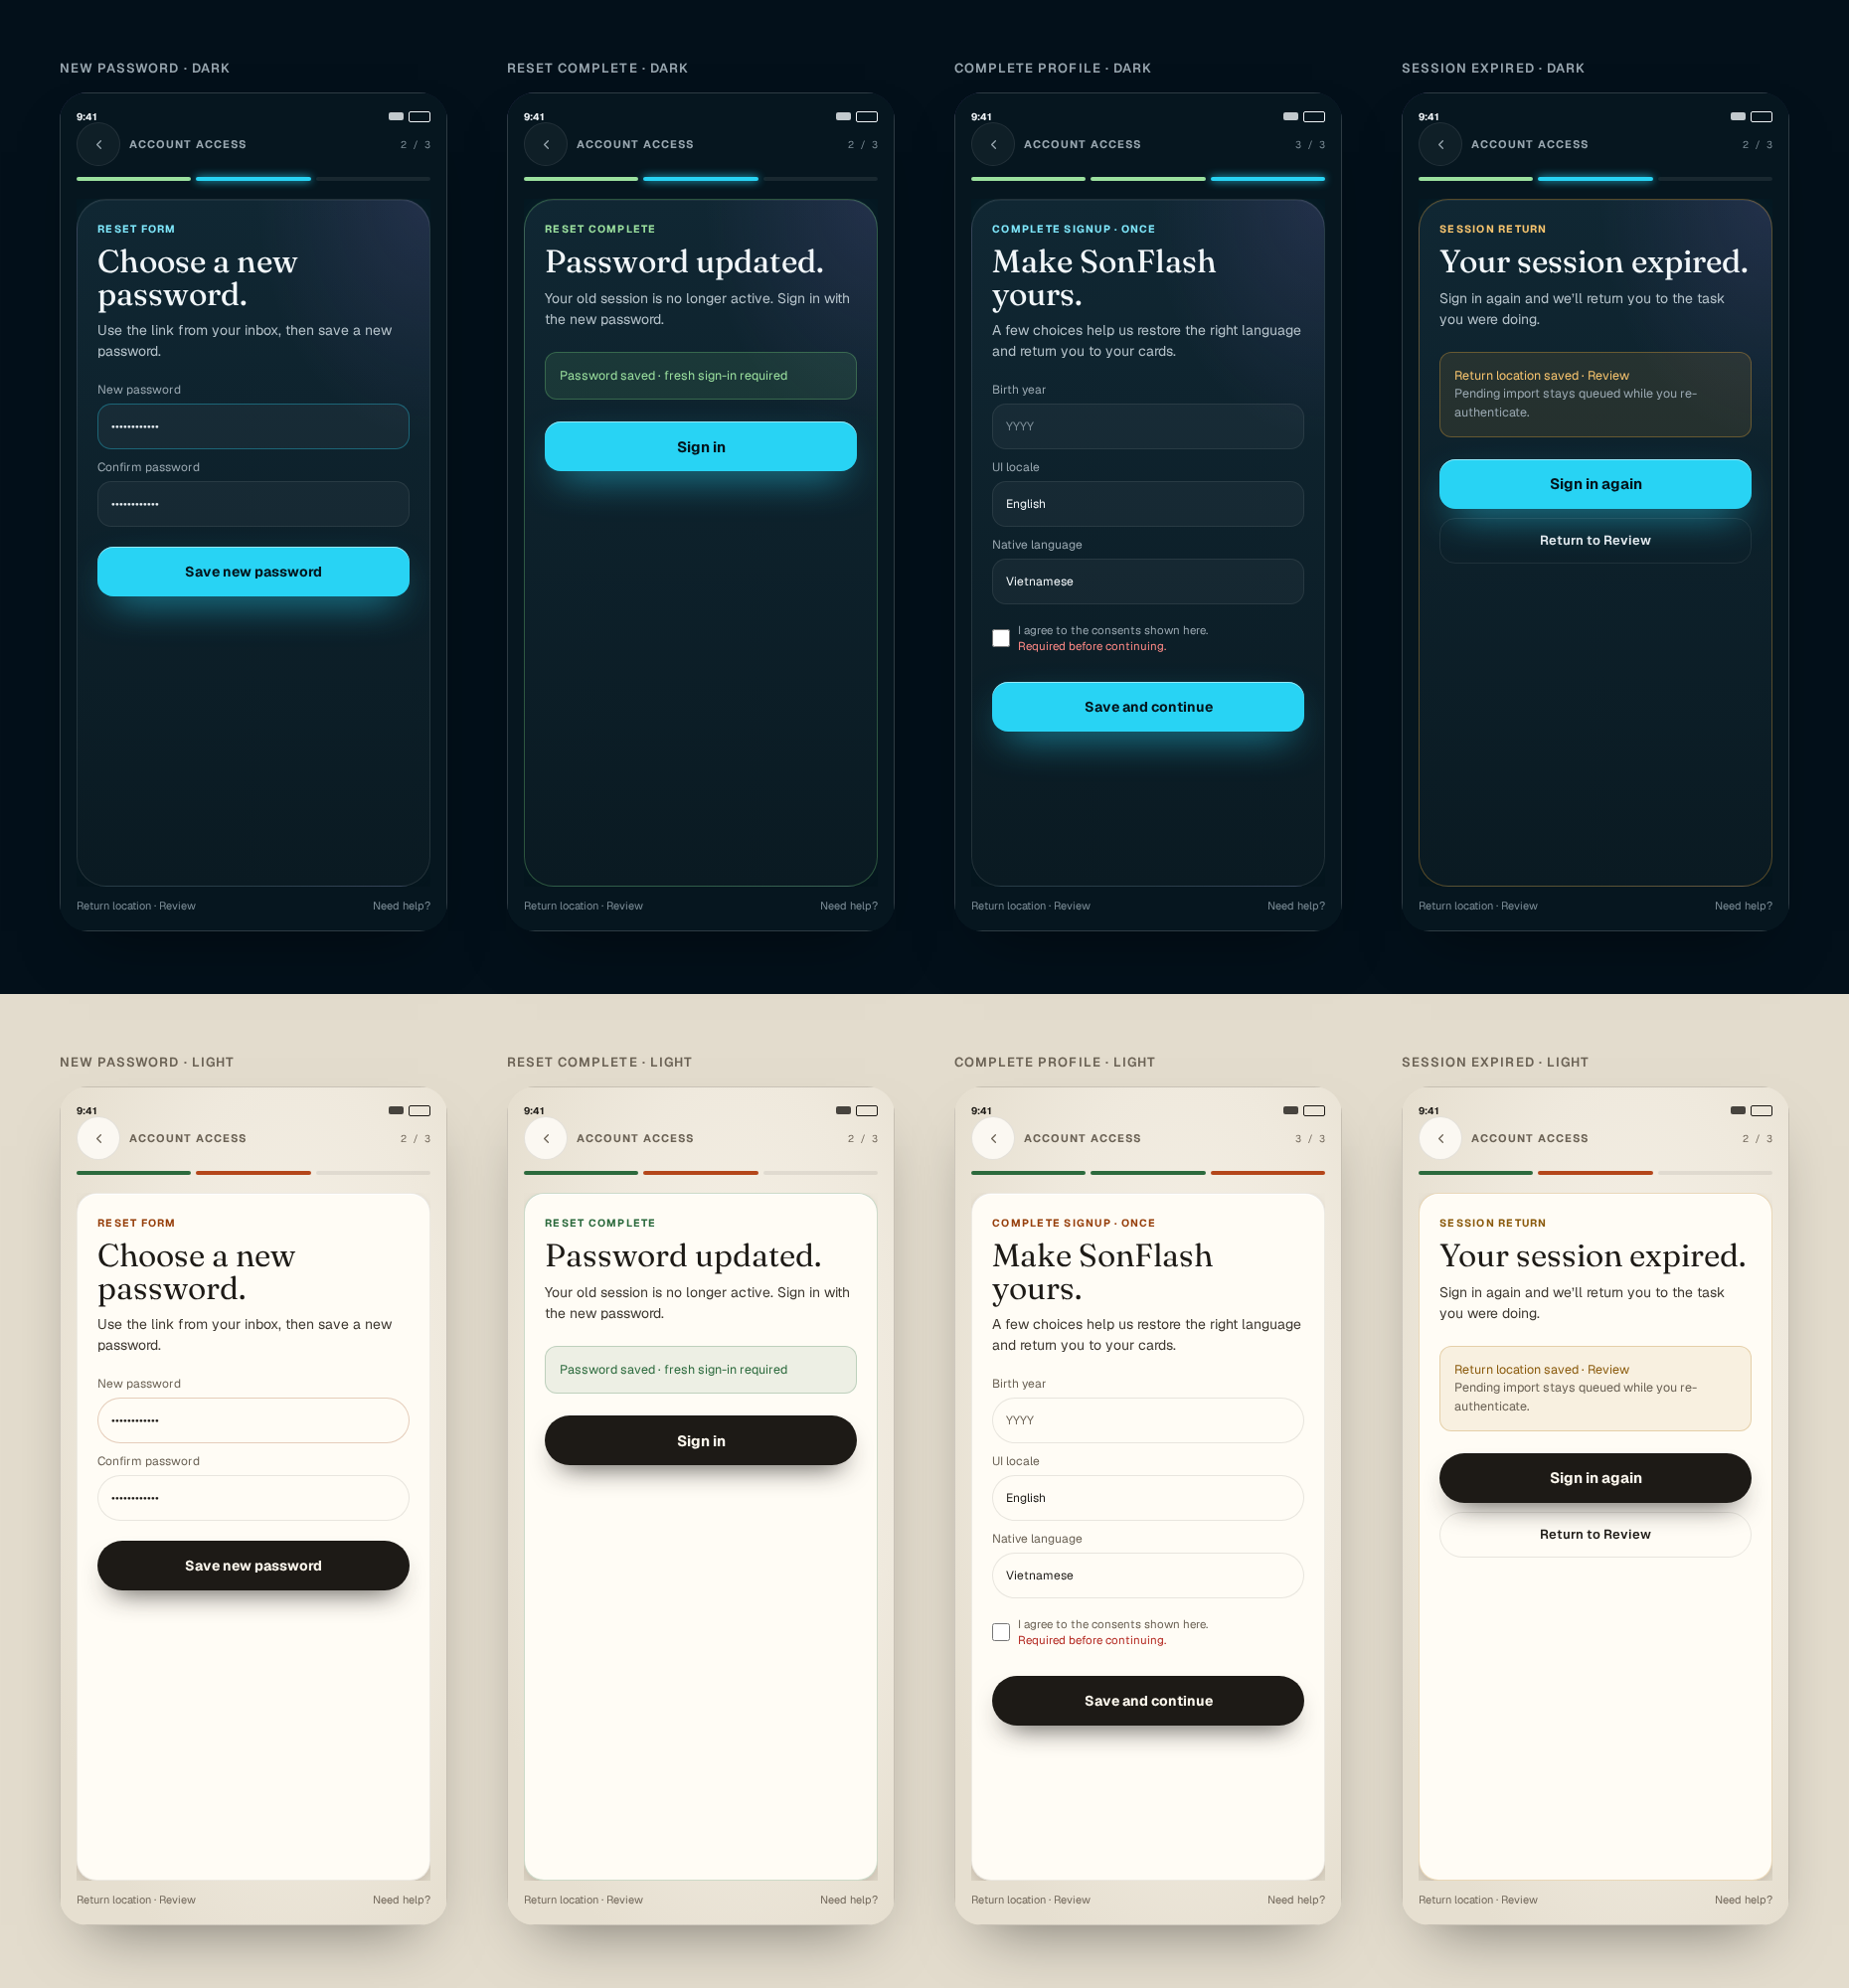 NEW PASSWORD · DARK
9:41
ACCOUNT ACCESS
2 / 3
RESET FORM
Choose a new
password.
Use the link from your inbox, then save a new
password.
New password
••••••••••••
Confirm password
••••••••••••
Save new password
Return location · Review
Need help?
RESET COMPLETE · DARK
9:41
ACCOUNT ACCESS
2 / 3
RESET COMPLETE
Password updated.
Your old session is no longer active. Sign in with
the new password.
Password saved · fresh sign-in required
Sign in
Return location · Review
Need help?
COMPLETE PROFILE · DARK
9:41
ACCOUNT ACCESS
3 / 3
COMPLETE SIGNUP · ONCE
Make SonFlash
yours.
A few choices help us restore the right language
and return you to your cards.
Birth year
YYYY
UI locale
English
Native language
Vietnamese
I agree to the consents shown here.
Required before continuing.
Save and continue
Return location · Review
Need help?
SESSION EXPIRED · DARK
9:41
ACCOUNT ACCESS
2 / 3
SESSION RETURN
Your session expired.
Sign in again and we'll return you to the task
you were doing.
Return location saved · Review
Pending import stays queued while you re-
authenticate.
Sign in again
Return to Review
Return location · Review
Need help?
NEW PASSWORD · LIGHT
9:41
ACCOUNT ACCESS
2 / 3
RESET FORM
Choose a new
password.
Use the link from your inbox, then save a new
password.
New password
••••••••••••
Confirm password
••••••••••••
Save new password
Return location · Review
Need help?
RESET COMPLETE · LIGHT
9:41
ACCOUNT ACCESS
2 / 3
RESET COMPLETE
Password updated.
Your old session is no longer active. Sign in with
the new password.
Password saved · fresh sign-in required
Sign in
Return location · Review
Need help?
COMPLETE PROFILE · LIGHT
9:41
ACCOUNT ACCESS
3 / 3
COMPLETE SIGNUP · ONCE
Make SonFlash
yours.
A few choices help us restore the right language
and return you to your cards.
Birth year
YYYY
UI locale
English
Native language
Vietnamese
I agree to the consents shown here.
Required before continuing.
Save and continue
Return location · Review
Need help?
SESSION EXPIRED · LIGHT
9:41
ACCOUNT ACCESS
2 / 3
SESSION RETURN
Your session expired.
Sign in again and we'll return you to the task
you were doing.
Return location saved · Review
Pending import stays queued while you re-
authenticate.
Sign in again
Return to Review
Return location · Review
Need help?